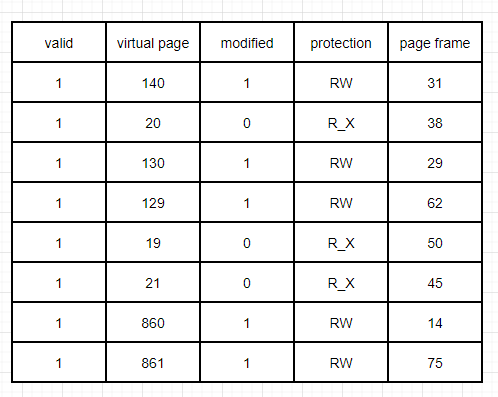 valid virtual page modified protection page frame
1 140 1 RW 31
1 20 0 R_X 38
1 130 1 RW 29
1 129 1 RW 62
1 19 0 R_X 50
1 21 0 R_X 45
1 860 1 RW 14
1 861 1 RW 75